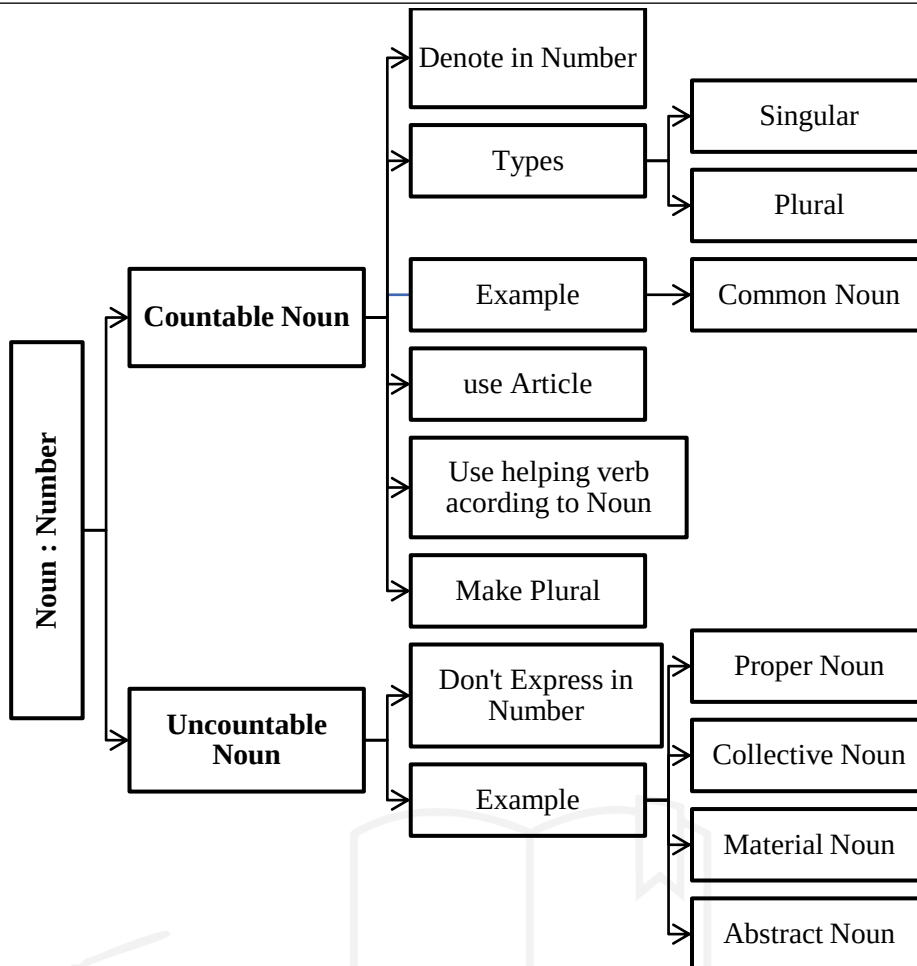 Noun : Number
Countable Noun
Denote in Number
Types
Singular
Plural
Example
Common Noun
use Article
Use helping verb
acording to Noun
Make Plural
Uncountable
Noun
Don't Express in
Number
Example
Proper Noun
Collective Noun
Material Noun
Abstract Noun